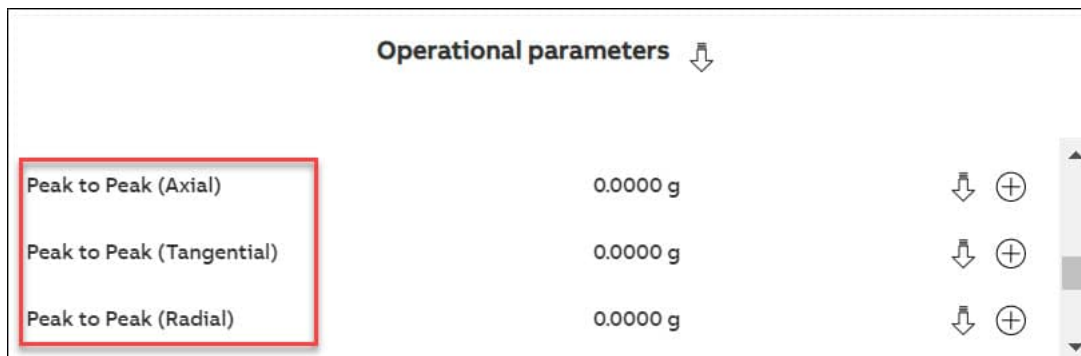 Operational parameters
Peak to Peak (Axial) 0.0000 g
Peak to Peak (Tangential) 0.0000 g
Peak to Peak (Radial) 0.0000 g